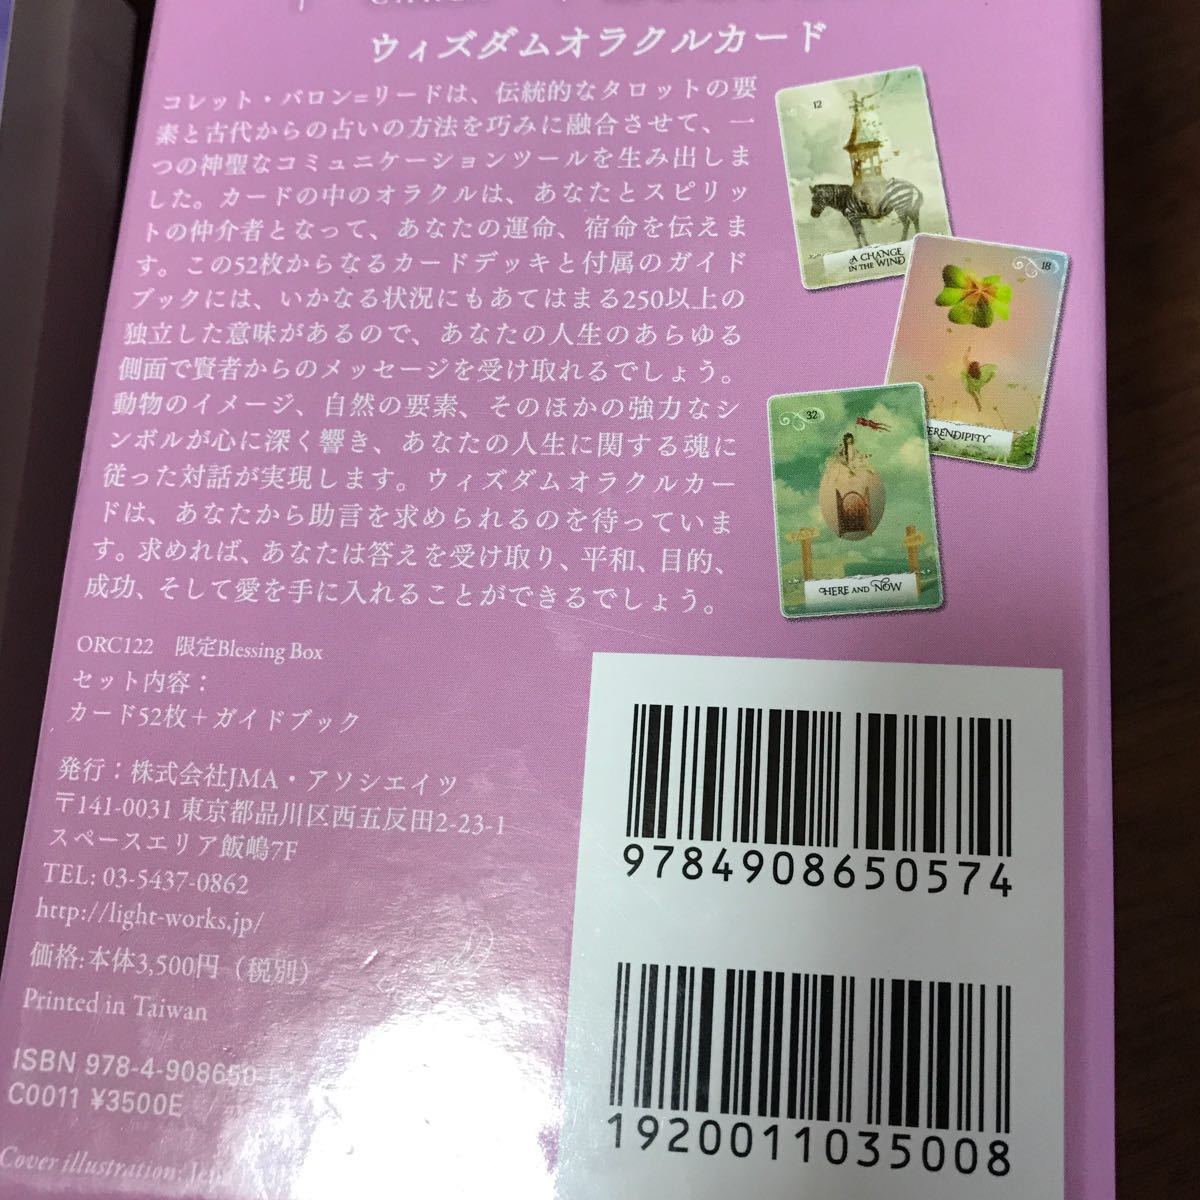 ウィズダムオラクルカード
コレット・バロン=リードは、伝統的なタロットの要
素と古代からの占いの方法を巧みに融合させて、一
つの神聖なコミュニケーションツールを生み出しま
した。カードの中のオラクルは、あなたとスピリッ
トの仲介者となって、あなたの運命、宿命を伝えま
す。この52枚からなるカードデッキと付属のガイド
ブックには、いかなる状況にもあてはまる250以上の
独立した意味があるので、あなたの人生のあらゆる
側面で賢者からのメッセージを受け取れるでしょう。
動物のイメージ、自然の要素、そのほかの強力なシ
ンボルが心に深く響き、あなたの人生に関する魂に
従った対話が実現します。ウィズダムオラクルカー
ドは、あなたから助言を求められるのを待っていま
す。求めれば、あなたは答えを受け取り、平和、目的、
成功、そして愛を手に入れることができるでしょう。
12
A CHANGE
IN THE WIND
18
ERENDIPITY
32
HERE AND NOW
ORC122 限定Blessing Box
セット内容：
カード52枚＋ガイドブック
発行：株式会社JMA・アソシエイツ
〒141-0031 東京都品川区西五反田2-23-1
スペースエリア飯嶋7F
TEL: 03-5437-0862
http://light-works.jp/
価格:本体3,500円（税別）
Printed in Taiwan
ISBN 978-4-908650
C0011 ¥3500E
Cover illustration:
9784908650574
1920011035008